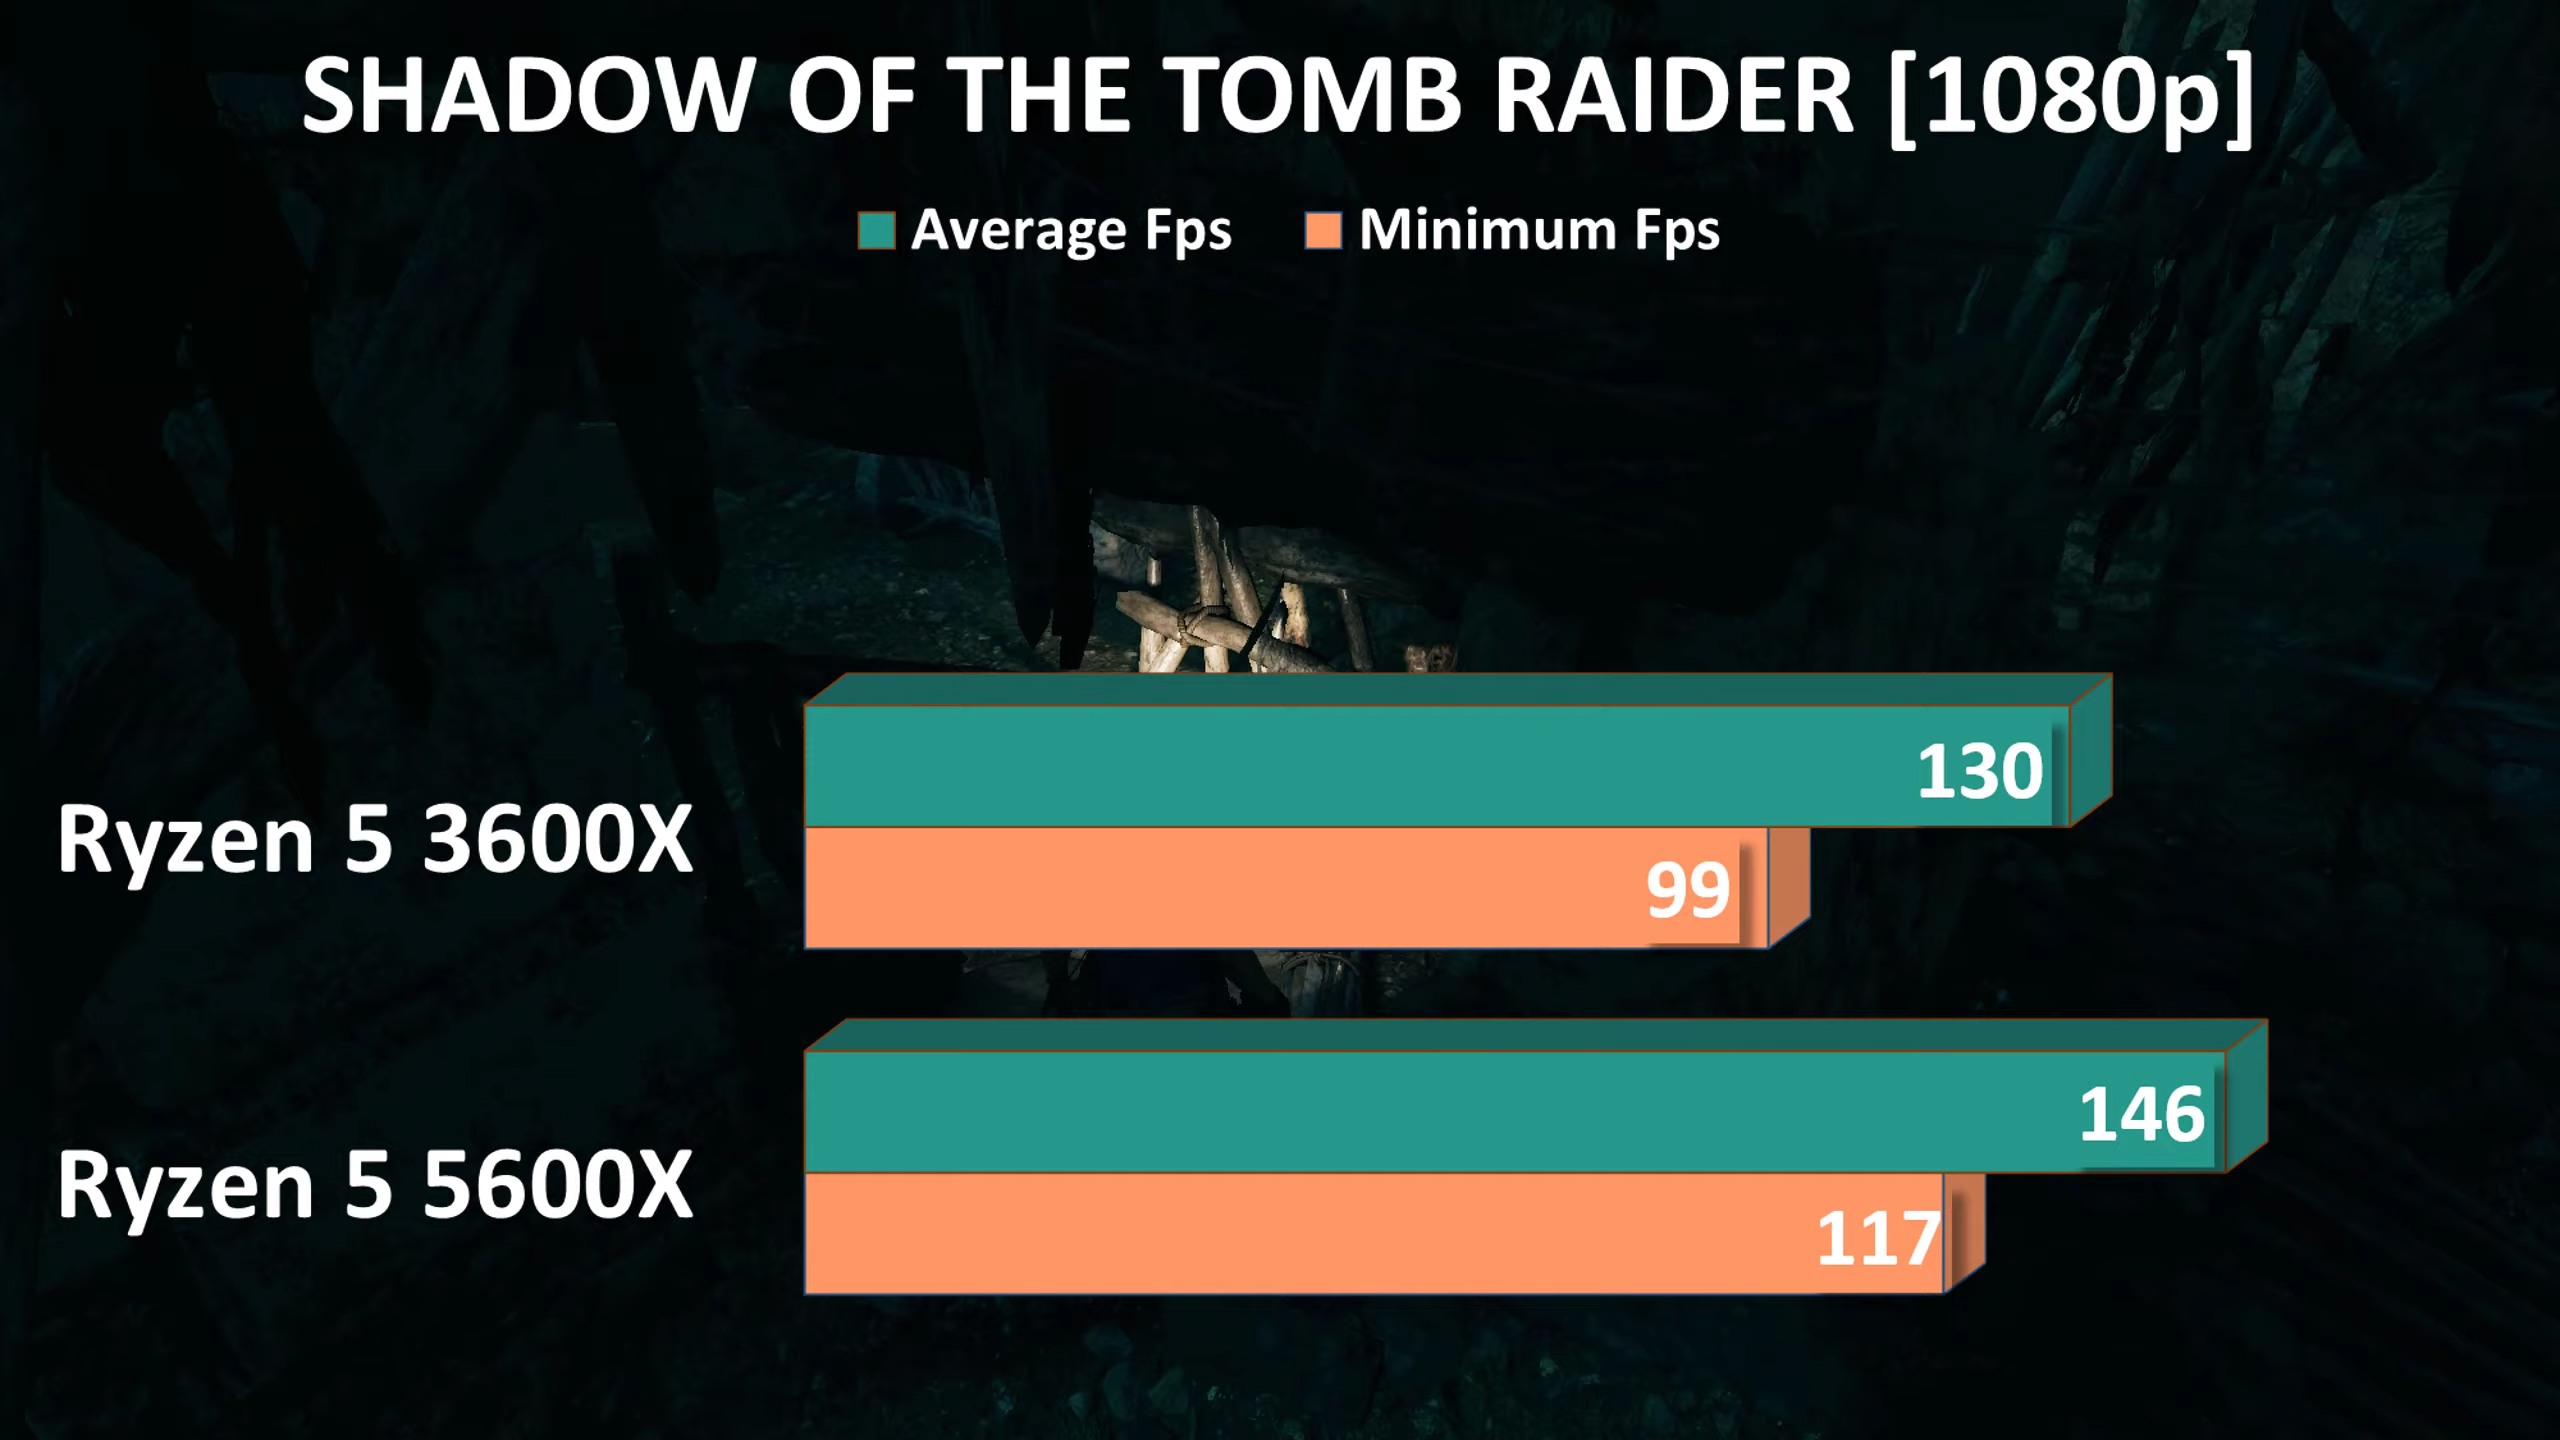 SHADOW OF THE TOMB RAIDER [1080p]
Average Fps Minimum Fps
130
Ryzen 5 3600X
99
146
Ryzen 5 5600X
117